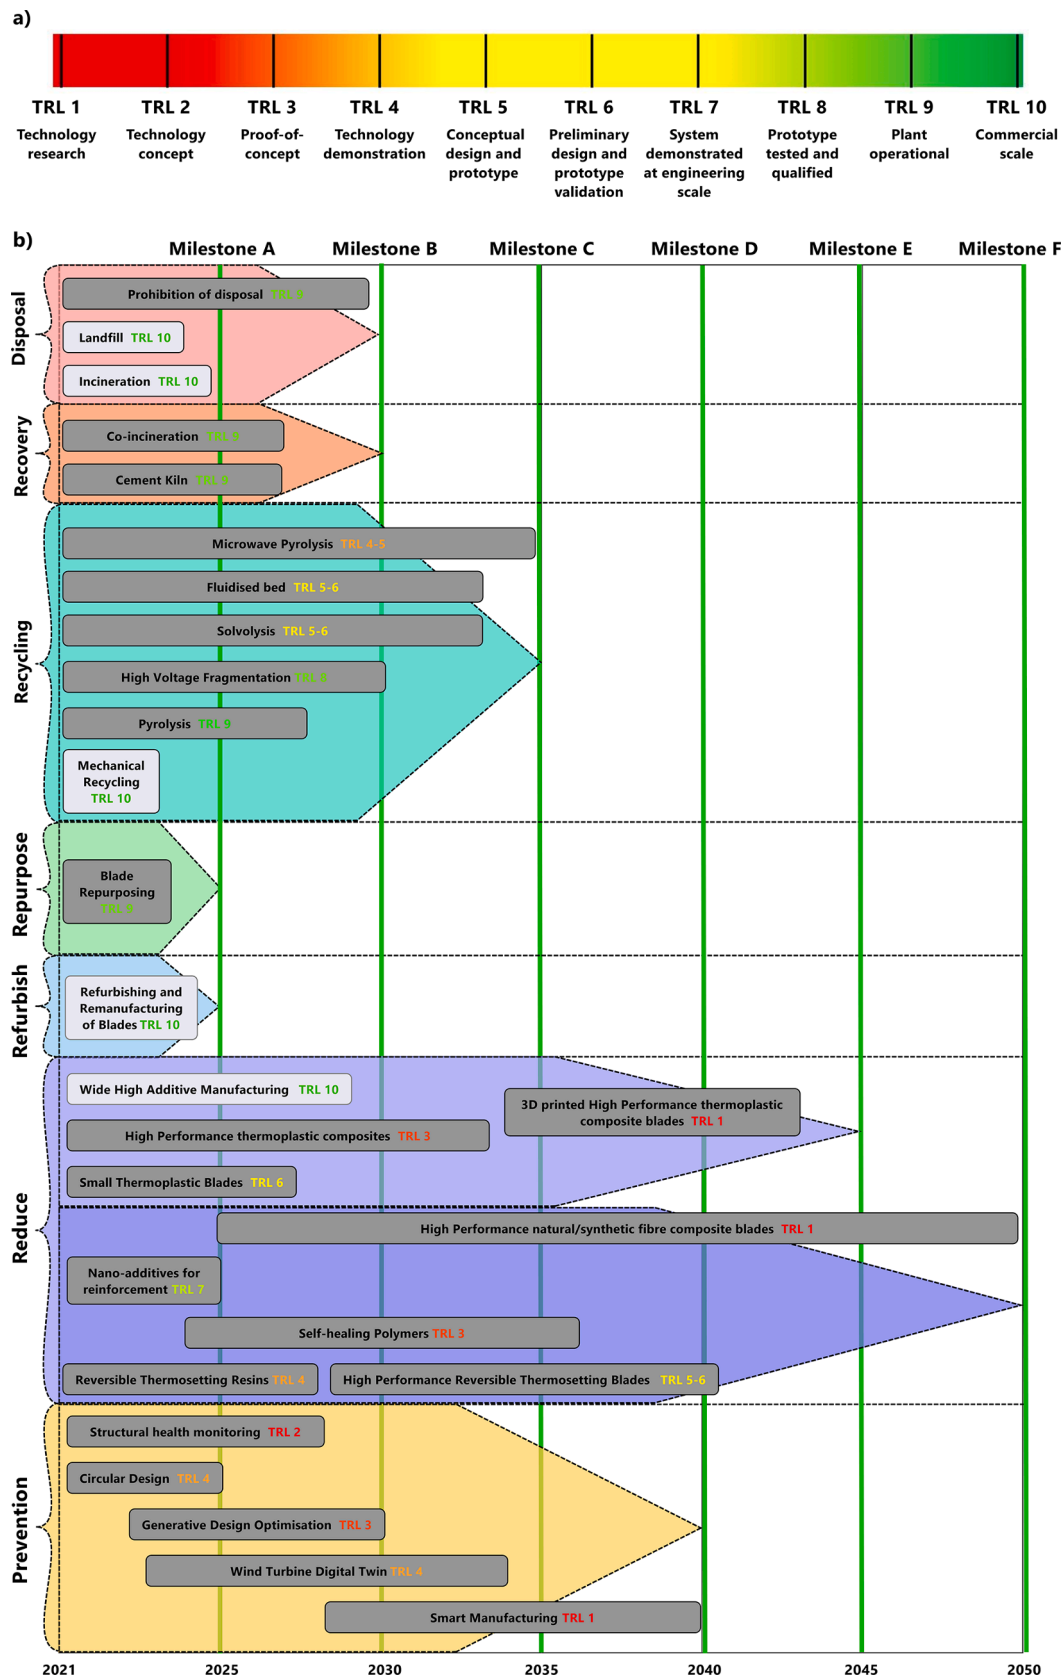 a)
TRL 1 TRL 2 TRL 3 TRL 4 TRL 5 TRL 6 TRL 7 TRL 8 TRL 9 TRL 10
Technology research
Technology concept
Proof-of-concept
Technology demonstration
Conceptual design and prototype
Preliminary design and prototype validation
System demonstrated at engineering scale
Prototype tested and qualified
Plant operational
Commercial scale
b)
Milestone A Milestone B Milestone C Milestone D Milestone E Milestone F
Disposal
Prohibition of disposal TRL 9
Landfill TRL 10
Incineration TRL 10
Recovery
Co-incineration TRL 9
Cement Kiln TRL 9
Recycling
Microwave Pyrolysis TRL 4-5
Fluidised bed TRL 5-6
Solvolysis TRL 5-6
High Voltage Fragmentation TRL
Pyrolysis TRL 9
Mechanical
Recycling
TRL 10
Repurpose
Blade
Repurposing
TRL
Refurbish
Refurbishing and
Remanufacturing
of Blades TRL 10
Reduce
Wide High Additive Manufacturing TRL 10
3D printed High Performance thermoplastic
composite blades TRL 1
High Performance thermoplastic composites TRL 3
Small Thermoplastic Blades TRL 6
High Performance natural/synthetic fibre composite blades TRL 1
Nano-additives for
reinforcement TRL 7
Self-healing Polymers TRL 3
Reversible Thermosetting Resins TRL 4
High Performance Reversible Thermosetting Blades TRL 5-6
Prevention
Structural health monitoring TRL 2
Circular Design TRL 4
Generative Design Optimisation TRL 3
Wind Turbine Digital Twin TRL 4
Smart Manufacturing TRL 1
2021 2025 2030 2035 2040 2045 2050